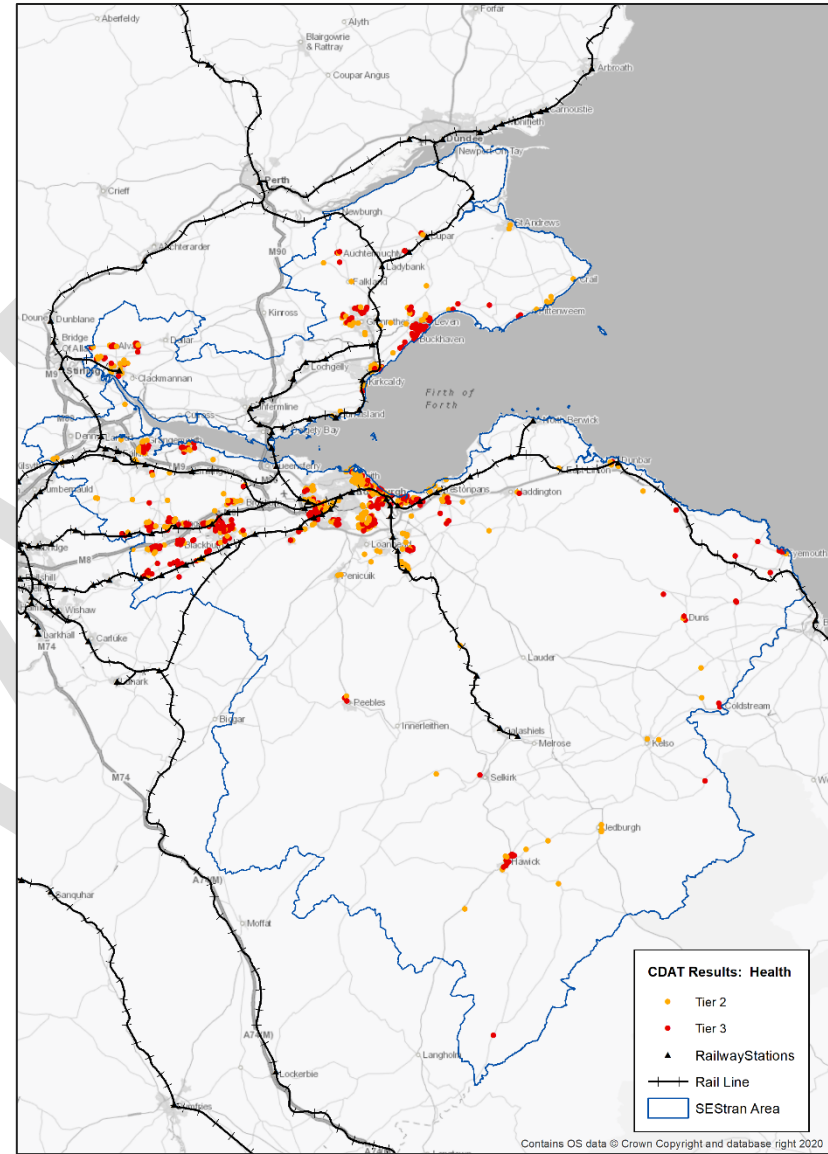 Aberfeldy
Forfar
Alyth
Blairgowrie
& Rattray
Coupar Angus
Arbroath
Dundee
Newport-On-Tay
Perth
Crieff
Newburgh
St Andrews
Cupar
Auchterarder
Auchtermuchty
M90
Ladybank
Falkland
Crail
Pittenweem
Doune
Dunblane
Kinross
Dollar
Leven
Bridge
Buckhaven
Alva
Stirling
M9
Clackmannan
Lochgelly
Kirkcaldy
Firth of
Forth
Culross
North Berwick
Grangemouth
M9
Queensferry
Dunbar
Prestonpans
Haddington
Cumbernauld
M8
Blackburn
Loanhead
Eyemouth
Penicuik
Wishaw
Larkhall
Carluke
M74
Duns
Lanark
Lauder
Coldstream
Peebles
Biggar
Innerleithen
Galashiels
Melrose
Kelso
M74
Selkirk
Jedburgh
Hawick
A74(M)
Sanquhar
Moffat
CDAT Results: Health
Tier 2
Tier 3
RailwayStations
Rail Line
SEStran Area
A74(M)
Langholm
Lockerbie
Dumfries
Contains OS data © Crown Copyright and database right 2020